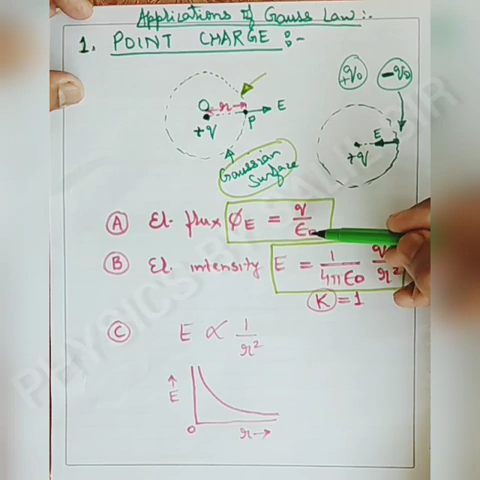 Applications of Gauss Law:.
1. POINT CHARGE :-
+q₀ -q₀
O r P E
+q
E
+q
Gaussian
Surface
(A) El. flux ϕE = q/ε₀
(B) El. intensity E = 1/4πε₀ q/r²
K=1
(C) E ∝ 1/r²
↑
E
O r→